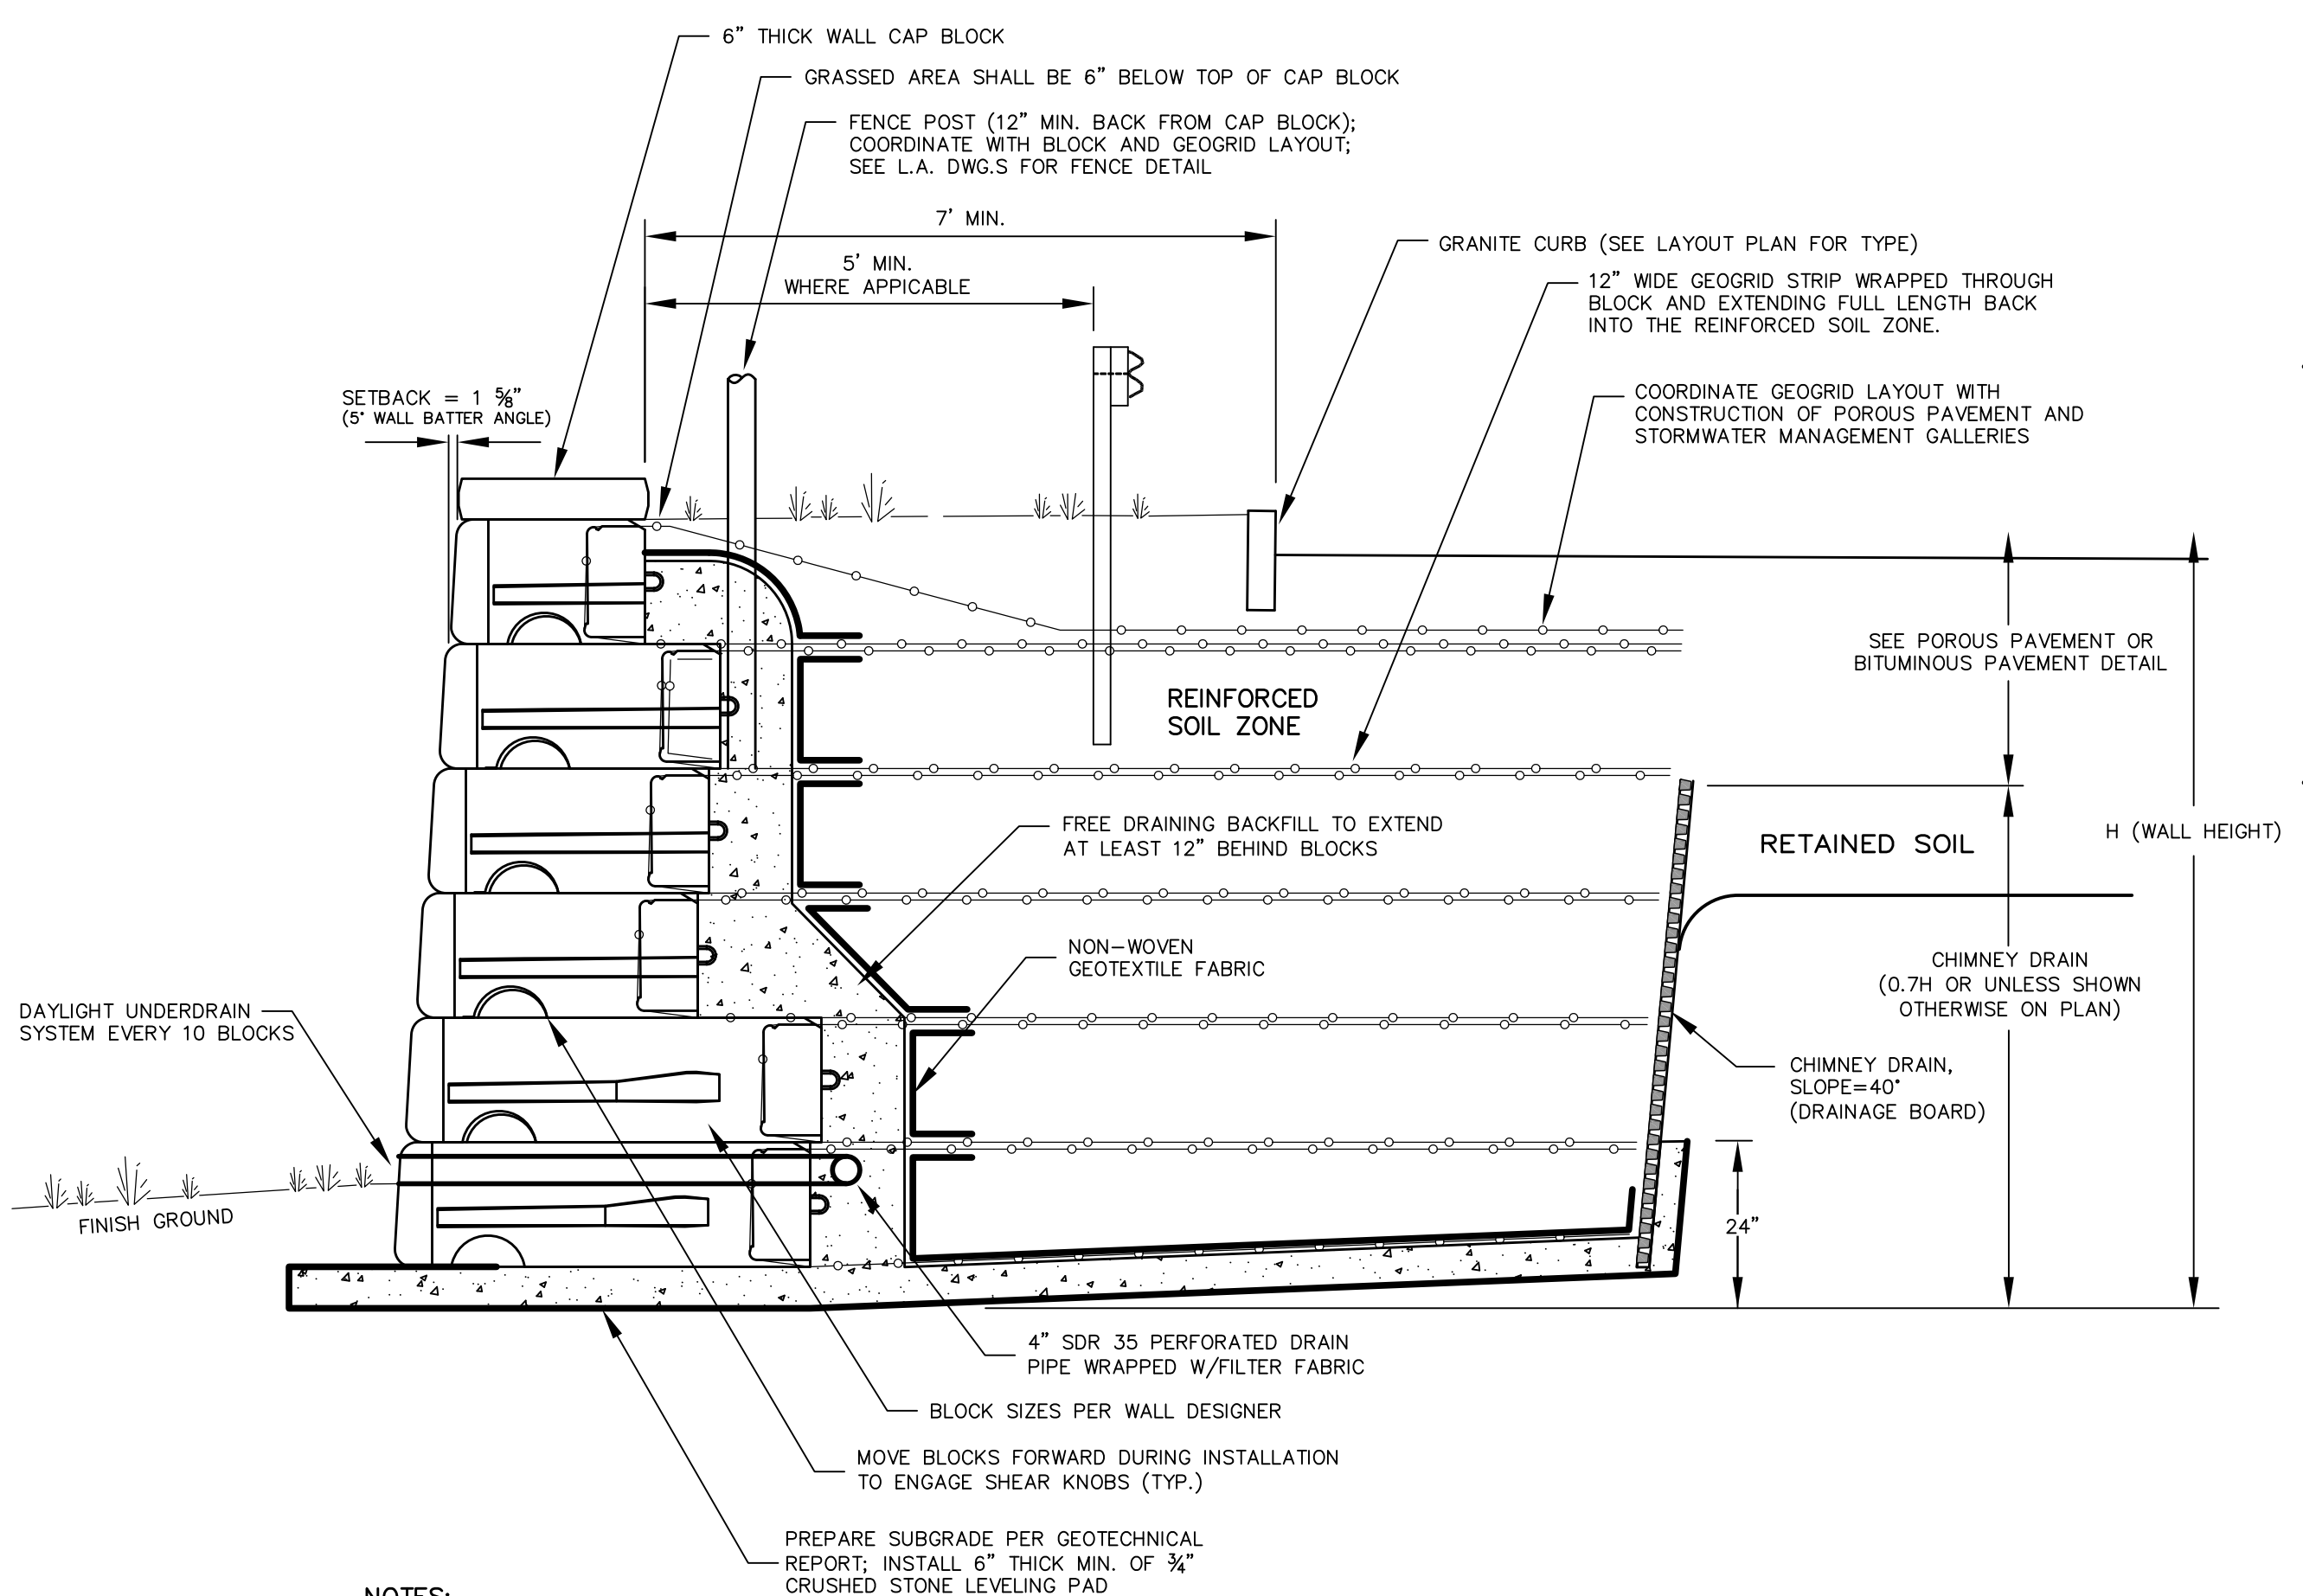 6” THICK WALL CAP BLOCK
GRASSED AREA SHALL BE 6” BELOW TOP OF CAP BLOCK
FENCE POST (12” MIN. BACK FROM CAP BLOCK);
COORDINATE WITH BLOCK AND GEOGRID LAYOUT;
SEE L.A. DWG.S FOR FENCE DETAIL
7’ MIN.
5’ MIN.
WHERE APPICABLE
GRANITE CURB (SEE LAYOUT PLAN FOR TYPE)
12” WIDE GEOGRID STRIP WRAPPED THROUGH
BLOCK AND EXTENDING FULL LENGTH BACK
INTO THE REINFORCED SOIL ZONE.
COORDINATE GEOGRID LAYOUT WITH
CONSTRUCTION OF POROUS PAVEMENT AND
STORMWATER MANAGEMENT GALLERIES
SETBACK = 1 ⅝”
(5° WALL BATTER ANGLE)
SEE POROUS PAVEMENT OR
BITUMINOUS PAVEMENT DETAIL
REINFORCED
SOIL ZONE
FREE DRAINING BACKFILL TO EXTEND
AT LEAST 12” BEHIND BLOCKS
RETAINED SOIL
H (WALL HEIGHT)
NON-WOVEN
GEOTEXTILE FABRIC
CHIMNEY DRAIN
(0.7H OR UNLESS SHOWN
OTHERWISE ON PLAN)
DAYLIGHT UNDERDRAIN
SYSTEM EVERY 10 BLOCKS
CHIMNEY DRAIN,
SLOPE=40°
(DRAINAGE BOARD)
FINISH GROUND
24”
4” SDR 35 PERFORATED DRAIN
PIPE WRAPPED W/FILTER FABRIC
BLOCK SIZES PER WALL DESIGNER
MOVE BLOCKS FORWARD DURING INSTALLATION
TO ENGAGE SHEAR KNOBS (TYP.)
PREPARE SUBGRADE PER GEOTECHNICAL
REPORT; INSTALL 6” THICK MIN. OF ¾”
CRUSHED STONE LEVELING PAD
NOTES: